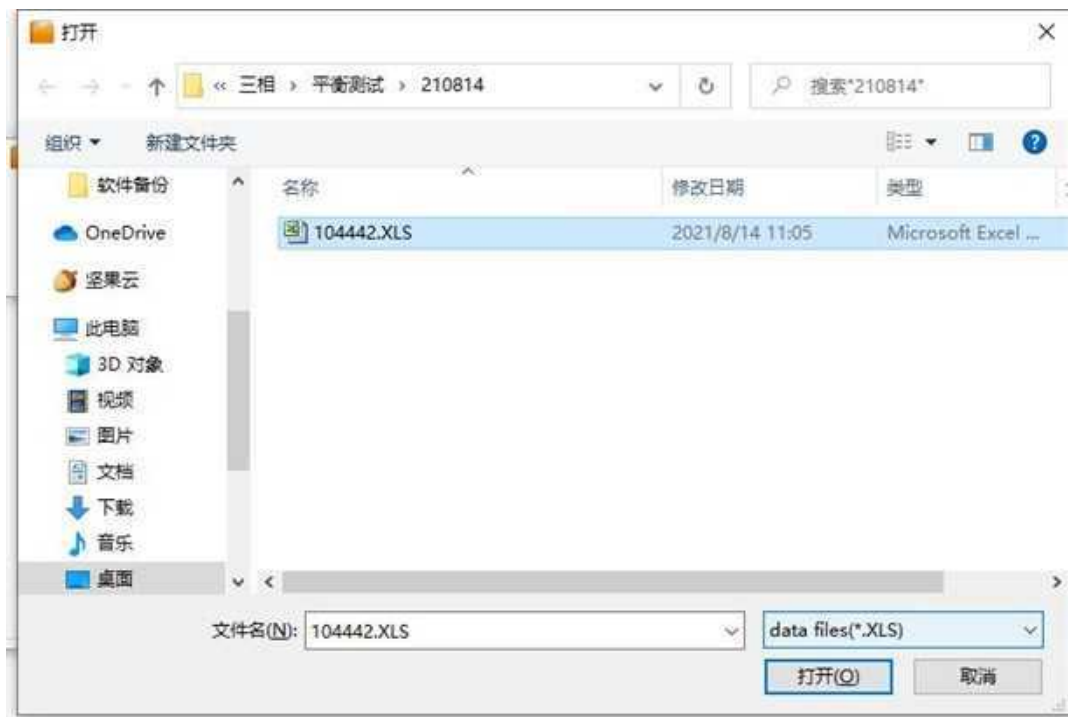 打开
« 三相 › 平衡测试 › 210814
搜索"210814"
组织 新建文件夹
名称 修改日期 类型
软件备份
104442.XLS 2021/8/14 11:05 Microsoft Excel ...
OneDrive
坚果云
此电脑
3D 对象
视频
图片
文档
下载
音乐
桌面
文件名(N): 104442.XLS data files(*.XLS)
打开(O) 取消